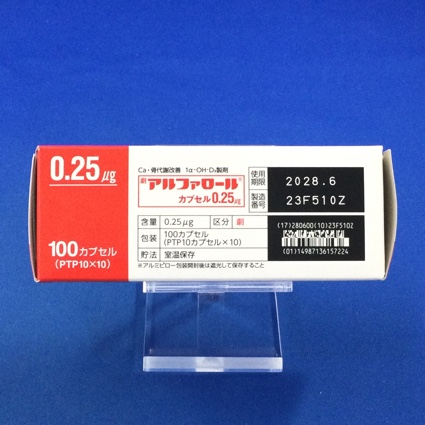 0.25μg
100カプセル
(PTP10×10)
Ca・骨代謝改善 1α-OH-D₃製剤
劇 アルファロール®
カプセル0.25μg
含量 0.25μg 区分 劇
包装 100カプセル
(PTP10カプセル×10)
貯法 室温保存
※アルミピロー包装開封後は遮光して保存すること
使用期限 2028.6
製造番号 23F510Z
(17)280600(10)23F510Z
(01)14987136157224